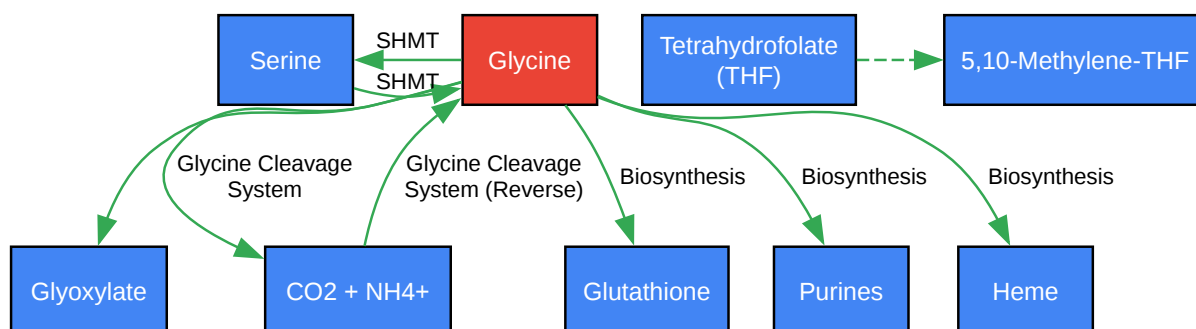 SHMT
Serine
Glycine
SHMT
Tetrahydrofolate
(THF)
5,10-Methylene-THF
Glycine Cleavage
System
Glycine Cleavage
System (Reverse)
Biosynthesis
Biosynthesis
Biosynthesis
Glyoxylate
CO2 + NH4+
Glutathione
Purines
Heme